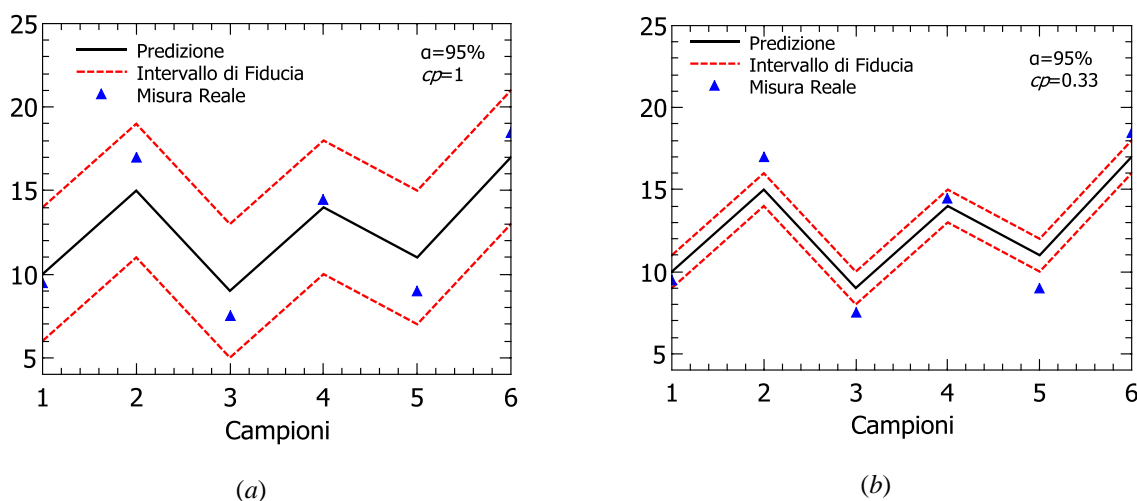 25
20
15
10
5
Predizione
Intervallo di Fiducia
Misura Reale
α=95%
cp=1
1 2 3 4 5 6
Campioni
(a)
25
20
15
10
5
Predizione
Intervallo di Fiducia
Misura Reale
α=95%
cp=0.33
1 2 3 4 5 6
Campioni
(b)